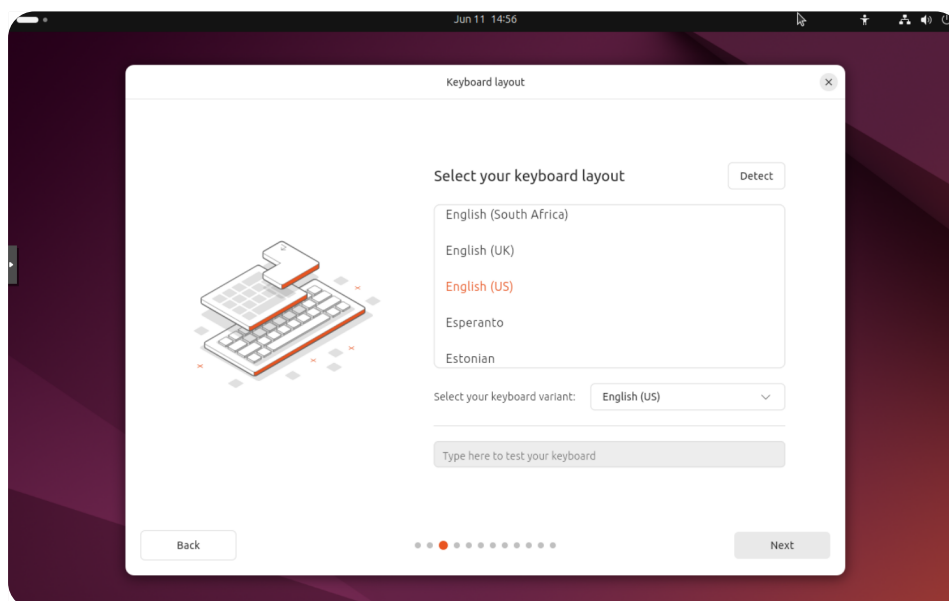 Jun 11 14:56
Keyboard layout
Select your keyboard layout
Detect
English (South Africa)
English (UK)
English (US)
Esperanto
Estonian
Select your keyboard variant: English (US)
Type here to test your keyboard
Back
Next